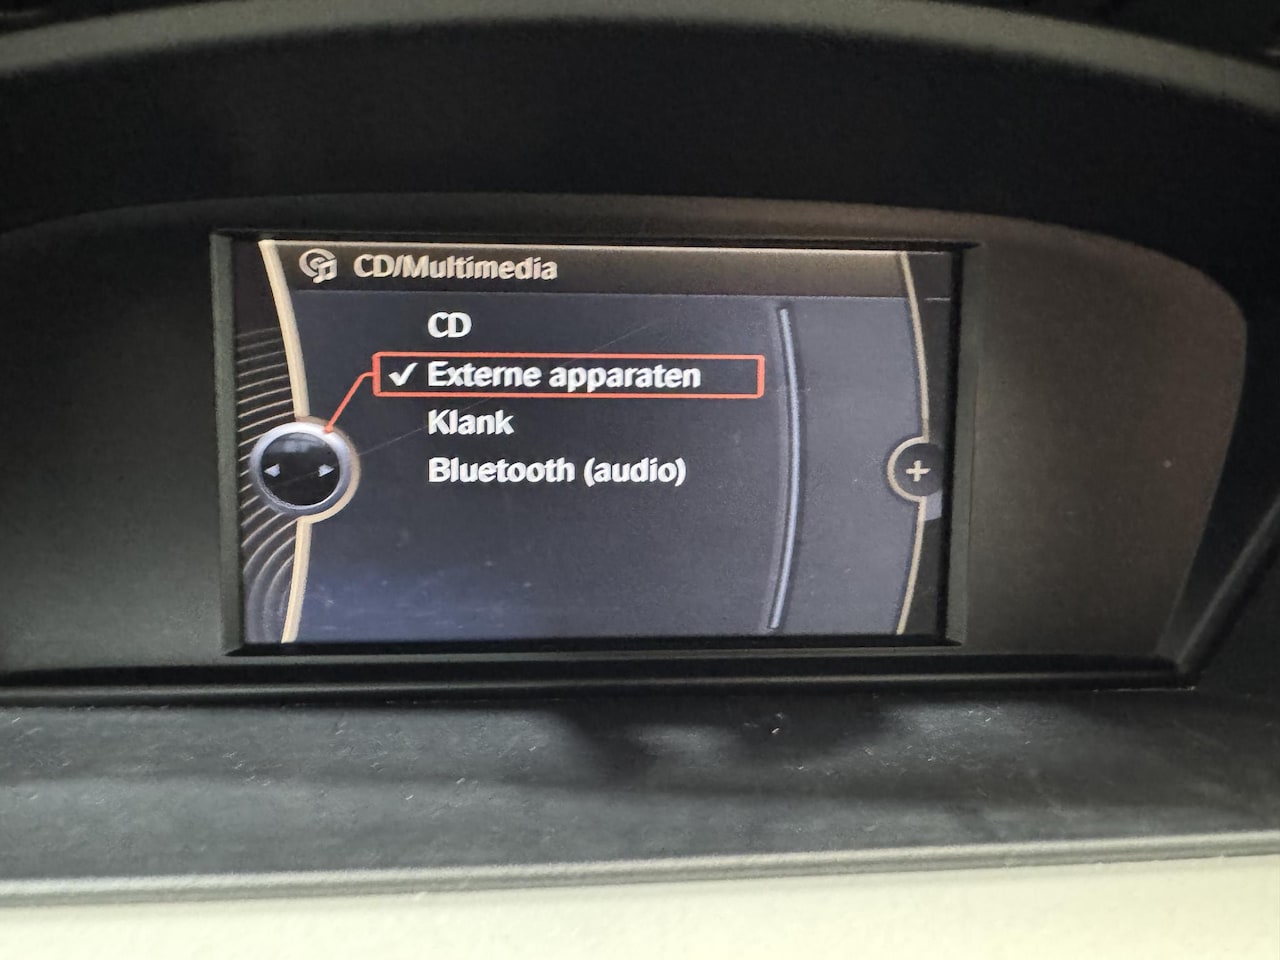 CD/Multimedia
CD
Externe apparaten
Klank
Bluetooth (audio)